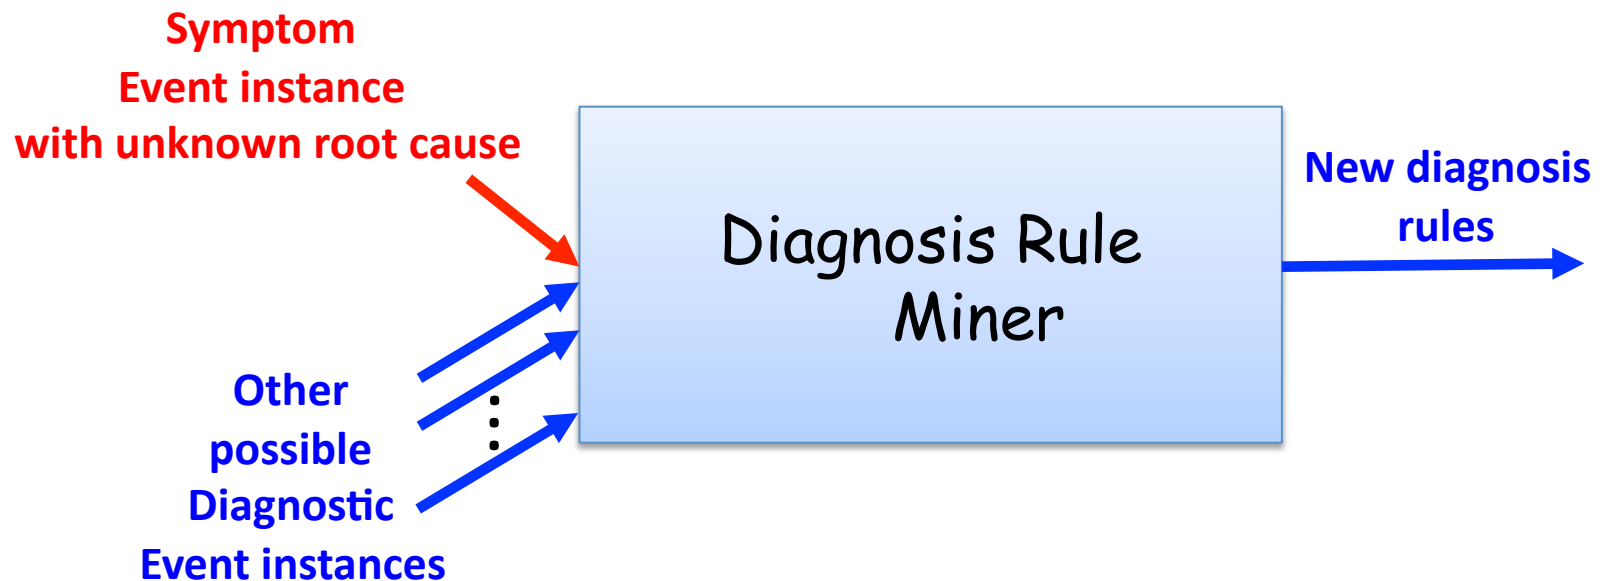 Symptom
Event instance
with unknown root cause
Diagnosis Rule
Miner
New diagnosis
rules
Other
possible
Diagnostic
Event instances